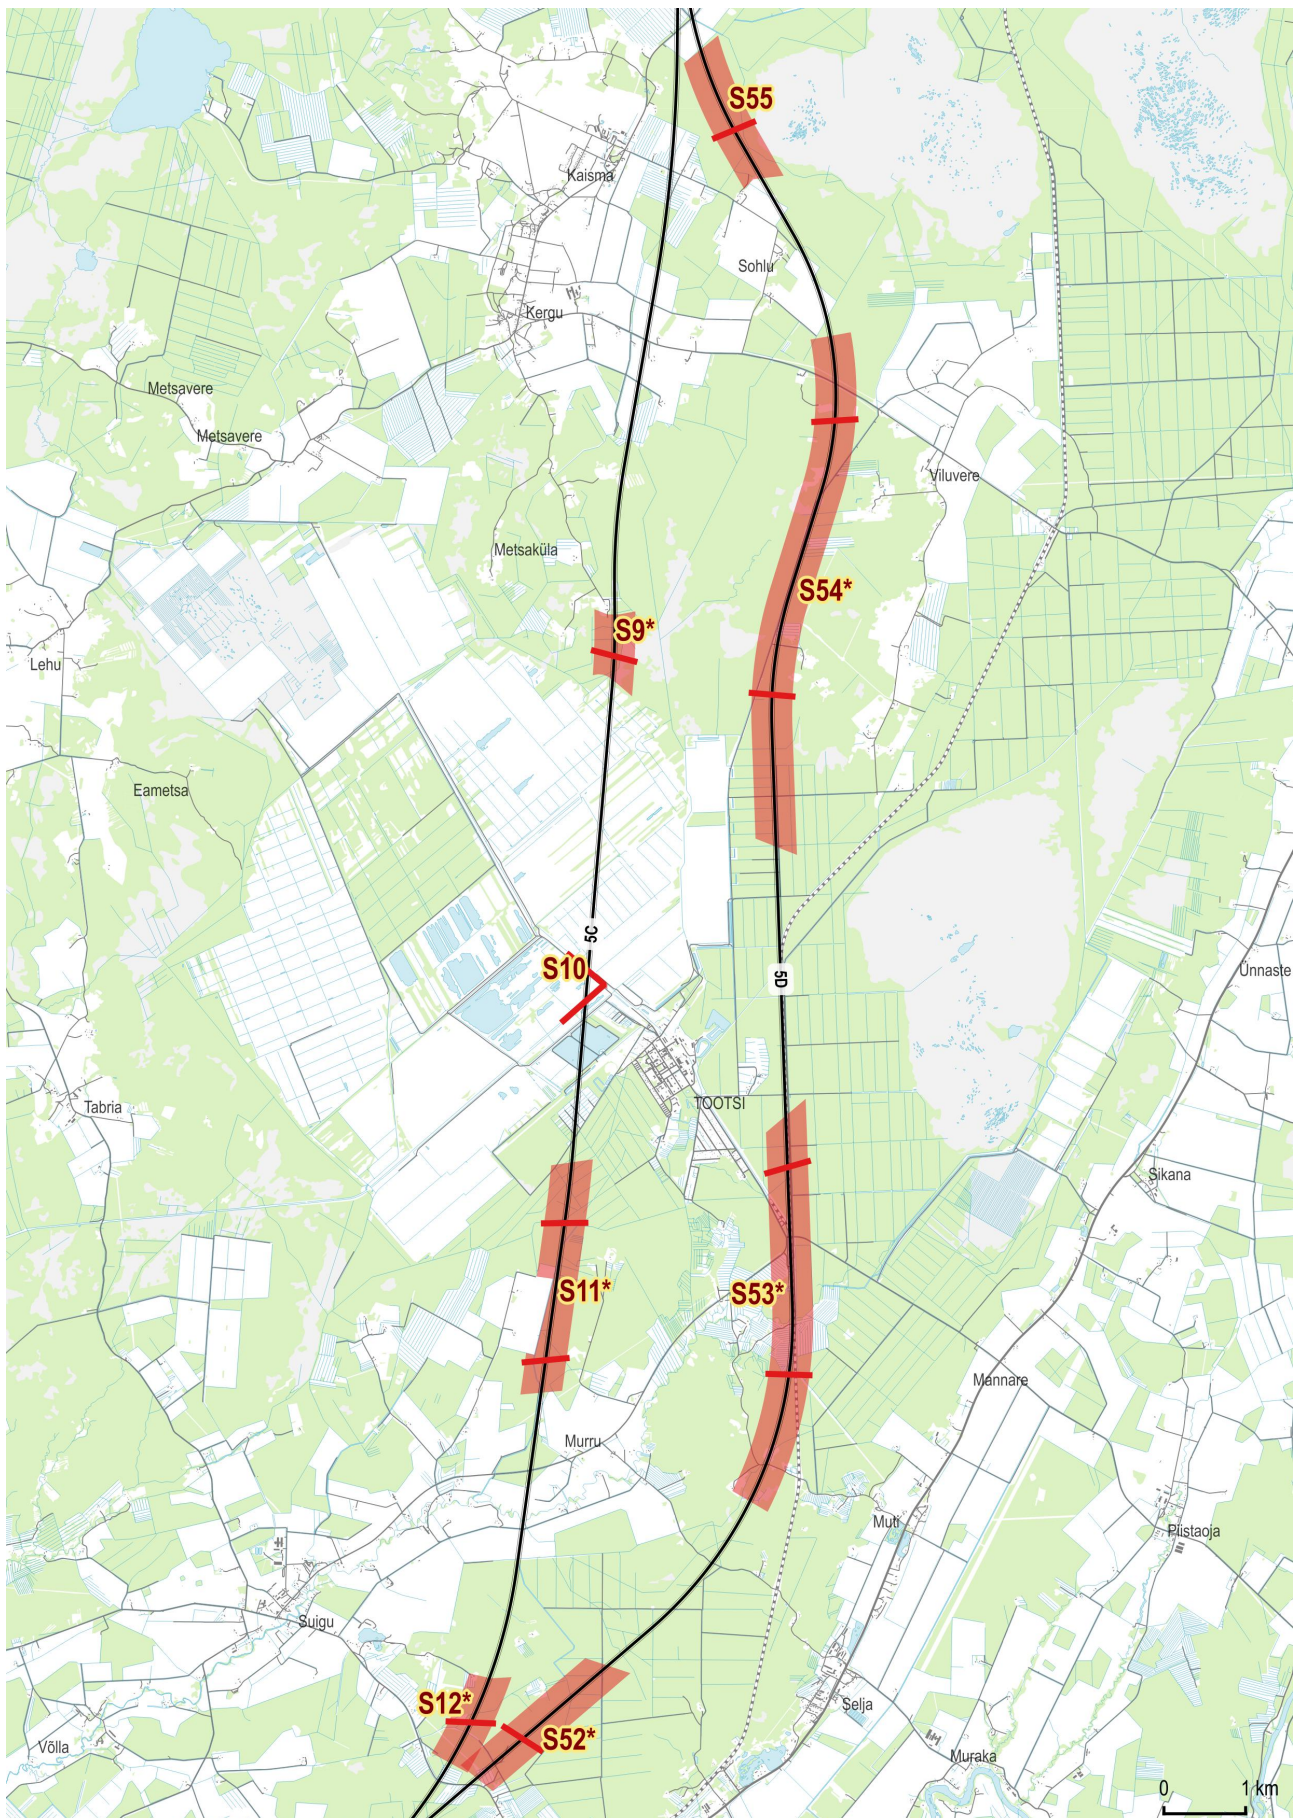 S55
Kaisma
Sohlu
Kergu
Metsavere
Metsavere
Viluvere
Metsaküla
S54*
S9*
Lehu
Eametsa
5C
S10
5D
Ünnaste
TOOTSI
Tabria
Sikana
S11*
S53*
Mannare
Murru
Muti
Piistaoja
Suigu
S12*
Selja
S52*
Võlla
Muraka
0 1 km